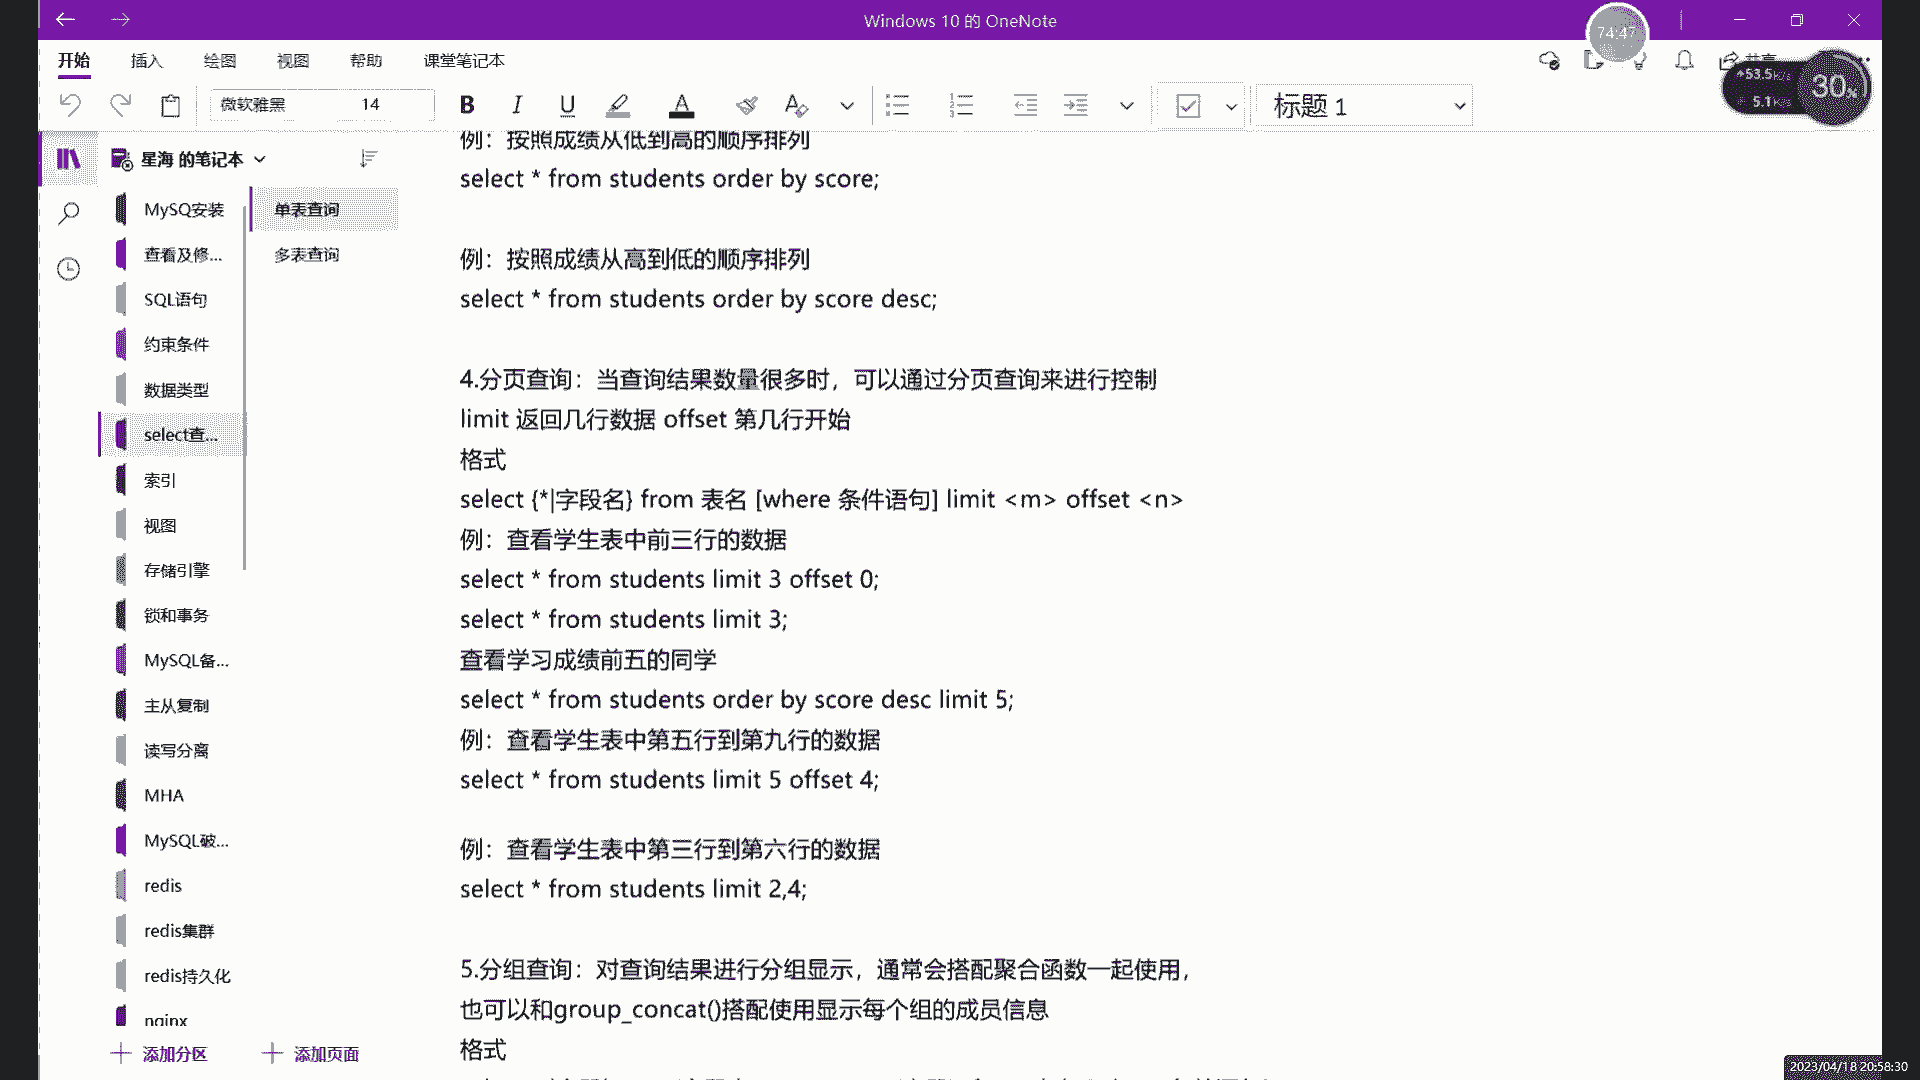 Windows 10 的 OneNote
74:47
开始 插入 绘图 视图 帮助 课堂笔记本
共享
53.5K/s
5.1K/s
30%
微软雅黑 14 B I U A 标题 1
星海 的笔记本
MySQ安装
查看及修...
SQL语句
约束条件
数据类型
select查...
索引
视图
存储引擎
锁和事务
MySQL备...
主从复制
读写分离
MHA
MySQL破...
redis
redis集群
redis持久化
nginx
添加分区
单表查询
多表查询
添加页面
例：按照成绩从低到高的顺序排列
select * from students order by score;
例：按照成绩从高到低的顺序排列
select * from students order by score desc;
4.分页查询：当查询结果数量很多时，可以通过分页查询来进行控制
limit 返回几行数据 offset 第几行开始
格式
select {*|字段名} from 表名 [where 条件语句] limit <m> offset <n>
例：查看学生表中前三行的数据
select * from students limit 3 offset 0;
select * from students limit 3;
查看学习成绩前五的同学
select * from students order by score desc limit 5;
例：查看学生表中第五行到第九行的数据
select * from students limit 5 offset 4;
例：查看学生表中第三行到第六行的数据
select * from students limit 2,4;
5.分组查询：对查询结果进行分组显示，通常会搭配聚合函数一起使用，
也可以和group_concat()搭配使用显示每个组的成员信息
格式
2023/04/18 20:58:30